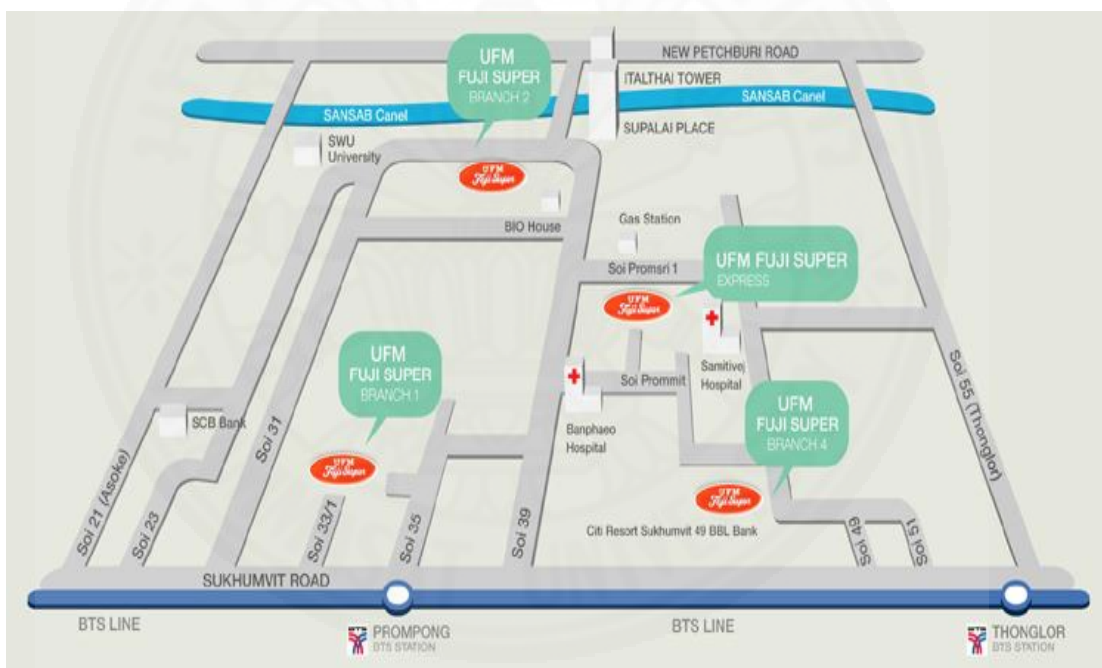 UFM
FUJI SUPER
BRANCH 2
NEW PETCHBURI ROAD
ITALTHAI TOWER
SANSAB Canel
SANSAB Canel
SUPALAI PLACE
SWU
University
UFM
Fuji Super
BIO House
Gas Station
Soi Promsri 1
UFM FUJI SUPER
EXPRESS
UFM
Fuji Super
UFM
FUJI SUPER
BRANCH 1
Samitivej
Hospital
Soi Prommit
Soi 55 (Thonglor)
UFM
FUJI SUPER
BRANCH 4
SCB Bank
Soi 31
Banphaeo
Hospital
UFM
Fuji Super
UFM
Fuji Super
Soi 21 (Asoke)
Soi 23
Soi 33/1
Soi 35
Soi 39
Citi Resort Sukhumvit 49 BBL Bank
Soi 49
Soi 51
SUKHUMVIT ROAD
BTS LINE
BTS
PROMPONG
BTS STATION
BTS LINE
BTS
THONGLOR
BTS STATION